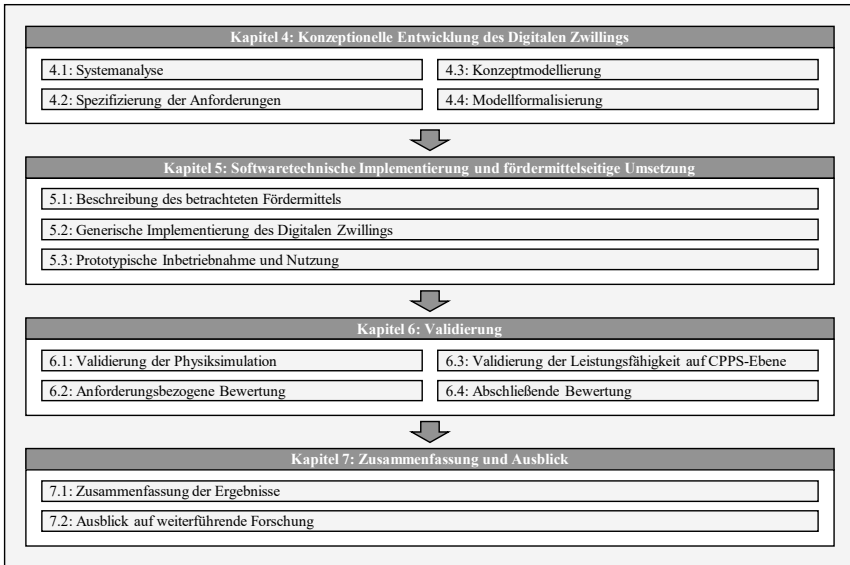 Kapitel 4: Konzeptionelle Entwicklung des Digitalen Zwillings
4.1: Systemanalyse
4.2: Spezifizierung der Anforderungen
4.3: Konzeptmodellierung
4.4: Modellformalisierung
Kapitel 5: Softwaretechnische Implementierung und fördermittelseitige Umsetzung
5.1: Beschreibung des betrachteten Fördermittels
5.2: Generische Implementierung des Digitalen Zwillings
5.3: Prototypische Inbetriebnahme und Nutzung
Kapitel 6: Validierung
6.1: Validierung der Physiksimulation
6.2: Anforderungsbezogene Bewertung
6.3: Validierung der Leistungsfähigkeit auf CPPS-Ebene
6.4: Abschließende Bewertung
Kapitel 7: Zusammenfassung und Ausblick
7.1: Zusammenfassung der Ergebnisse
7.2: Ausblick auf weiterführende Forschung